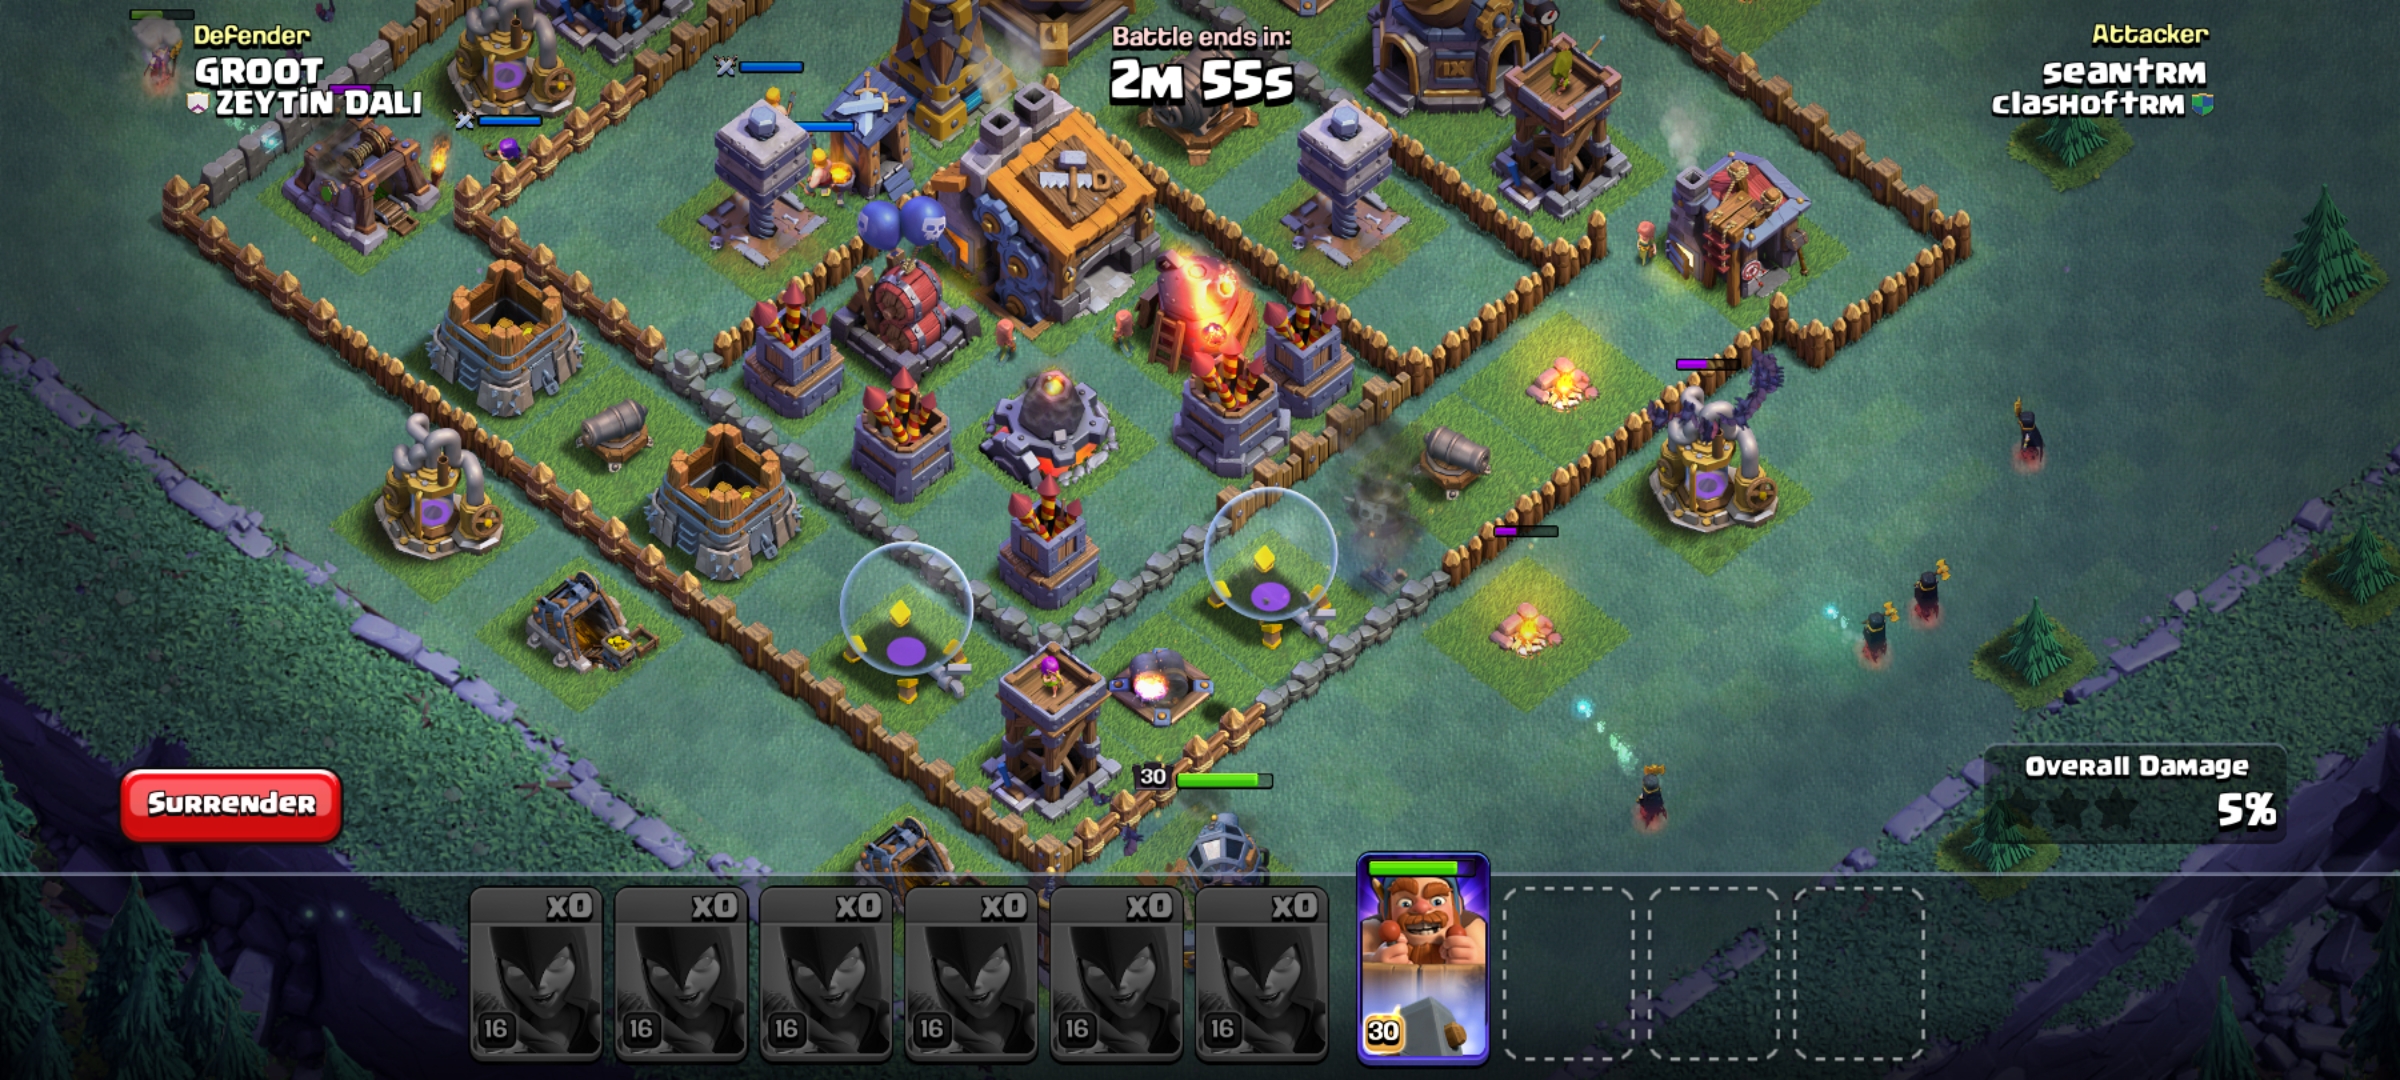 Defender
GROOT
ZEYTİN DALI
Battle ends in:
2M 55s
Attacker
seantRM
clashoftRM
IX
30
Surrender
Overall Damage
5%
x0
x0
x0
x0
x0
x0
16
16
16
16
16
16
30